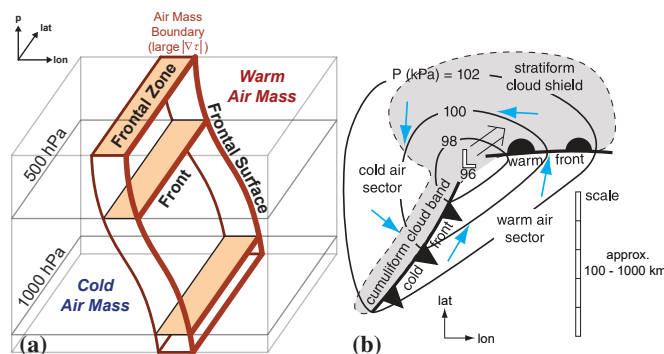 p
lat
lon
Air Mass
Boundary
(large |∇τ|)
Warm
Air Mass
Frontal Zone
Frontal Surface
Front
500 hPa
1000 hPa
Cold
Air Mass
(a)
P (kPa) = 102
stratiform
cloud shield
100
98
L
96
cold air
sector
warm
front
warm air
sector
cumuliform cloud band
cold
front
scale
approx.
100 - 1000 km
lat
lon
(b)